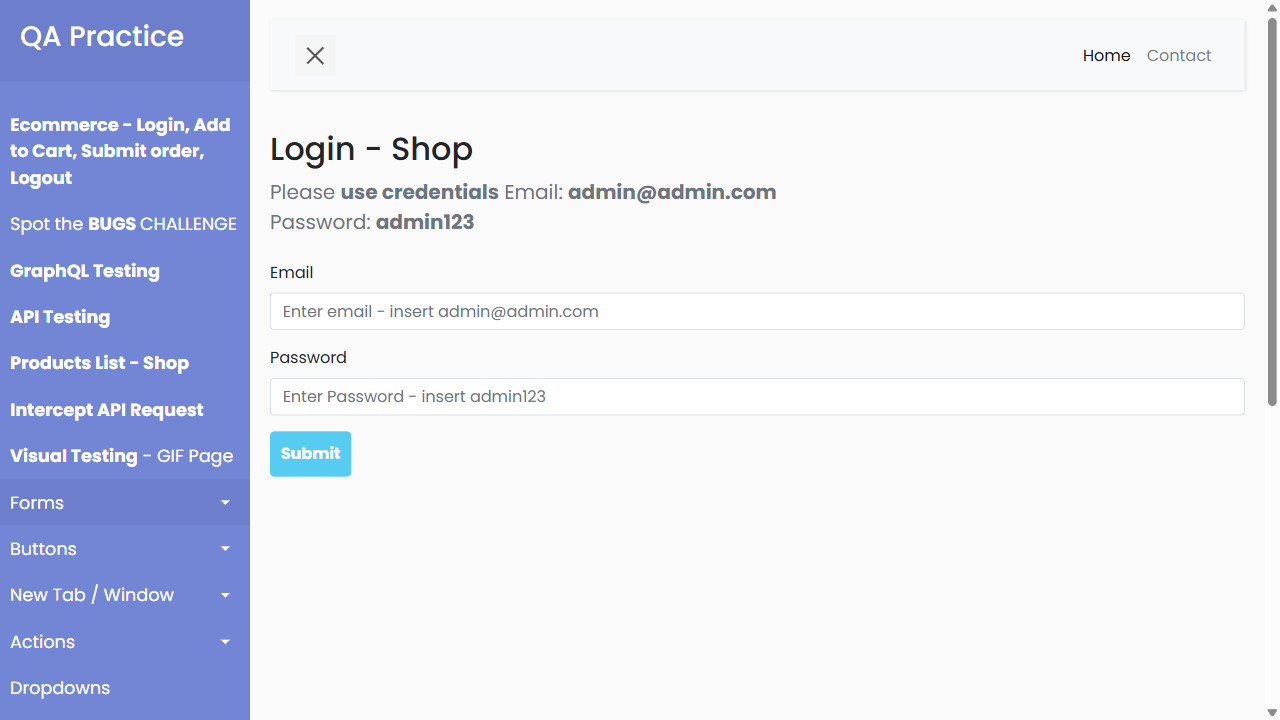 QA Practice
Ecommerce - Login, Add
to Cart, Submit order,
Logout
Spot the BUGS CHALLENGE
GraphQL Testing
API Testing
Products List - Shop
Intercept API Request
Visual Testing - GIF Page
Forms
Buttons
New Tab / Window
Actions
Dropdowns
Home Contact
Login - Shop
Please use credentials Email: admin@admin.com
Password: admin123
Email
Enter email - insert admin@admin.com
Password
Enter Password - insert admin123
Submit